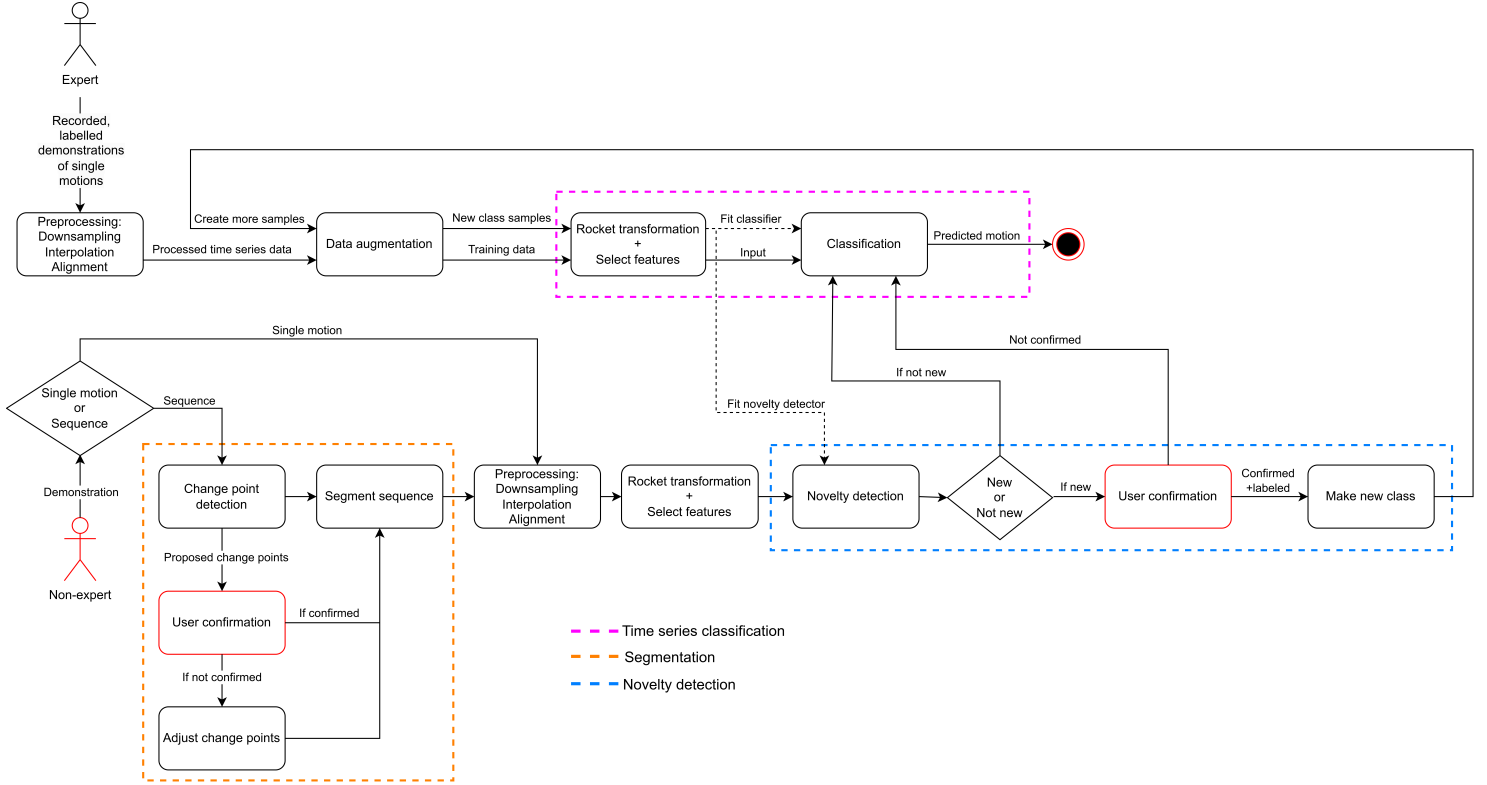 Expert
Recorded,
labelled
demonstrations
of single
motions
Preprocessing:
Downsampling
Interpolation
Alignment
Create more samples
Processed time series data
Data augmentation
New class samples
Training data
Rocket transformation
+
Select features
Fit classifier
Input
Classification
Predicted motion
Single motion
Not confirmed
If not new
Fit novelty detector
Single motion
or
Sequence
Sequence
Demonstration
Non-expert
Change point
detection
Segment sequence
Proposed change points
User confirmation
If confirmed
If not confirmed
Adjust change points
Preprocessing:
Downsampling
Interpolation
Alignment
Rocket transformation
+
Select features
Novelty detection
New
or
Not new
If new
User confirmation
Confirmed
+labeled
Make new class
Time series classification
Segmentation
Novelty detection